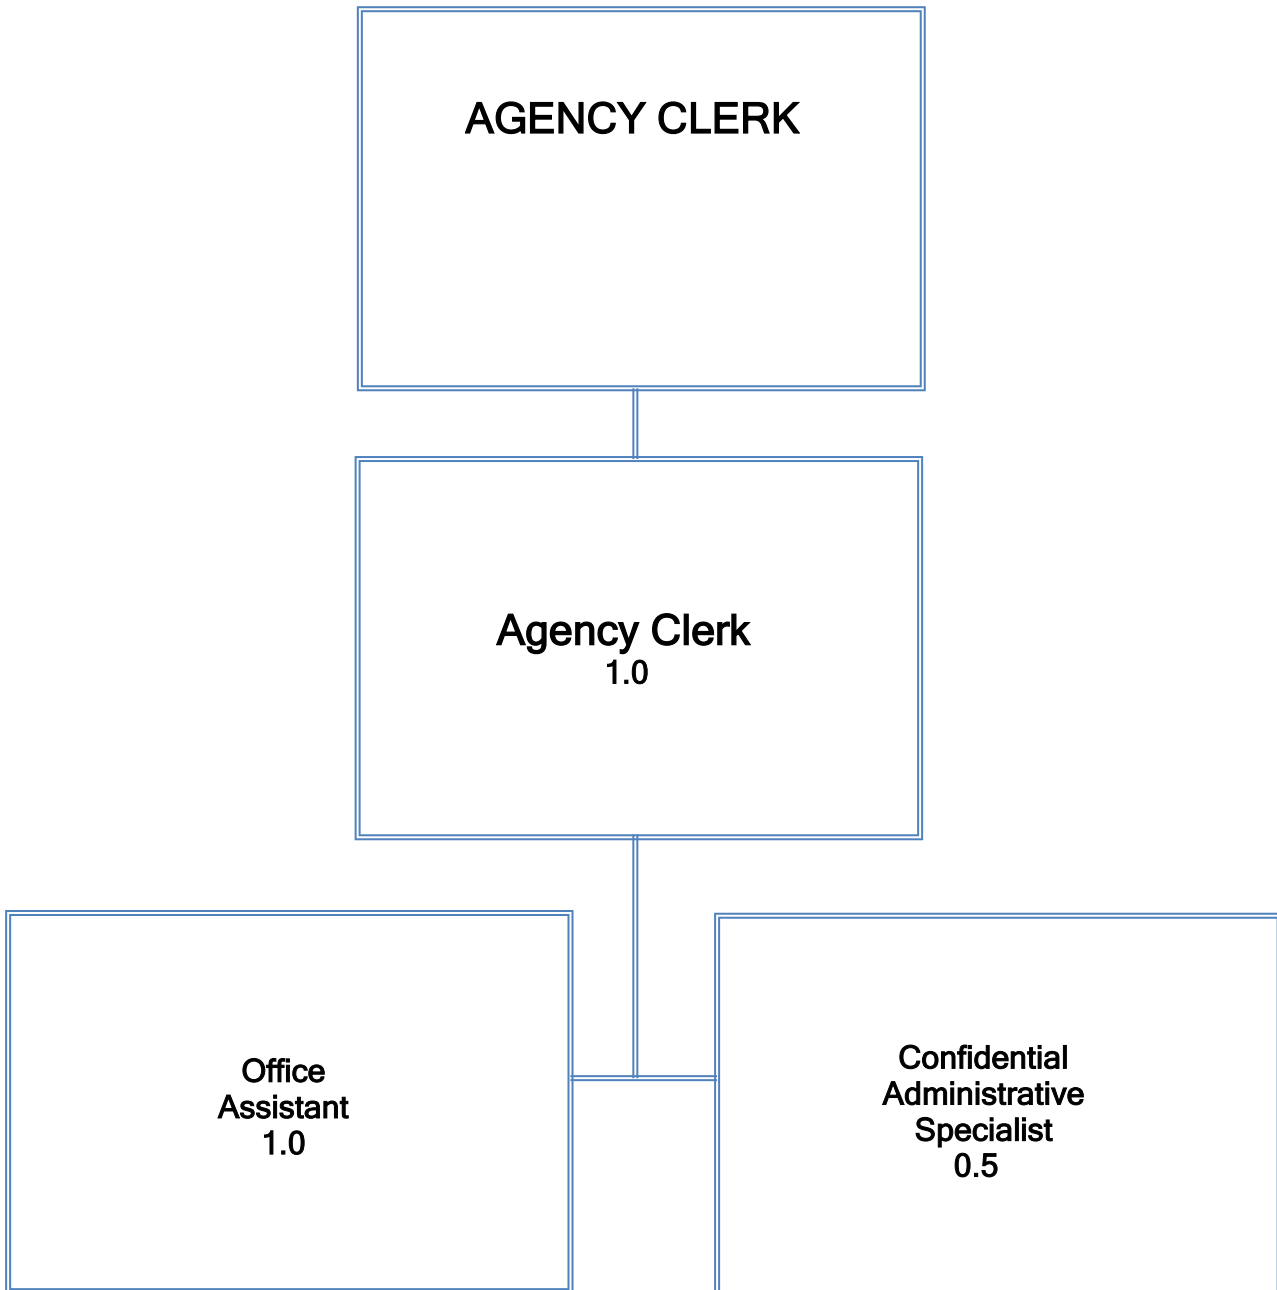 AGENCY CLERK
Agency Clerk
1.0
Office
Assistant
1.0
Confidential
Administrative
Specialist
0.5